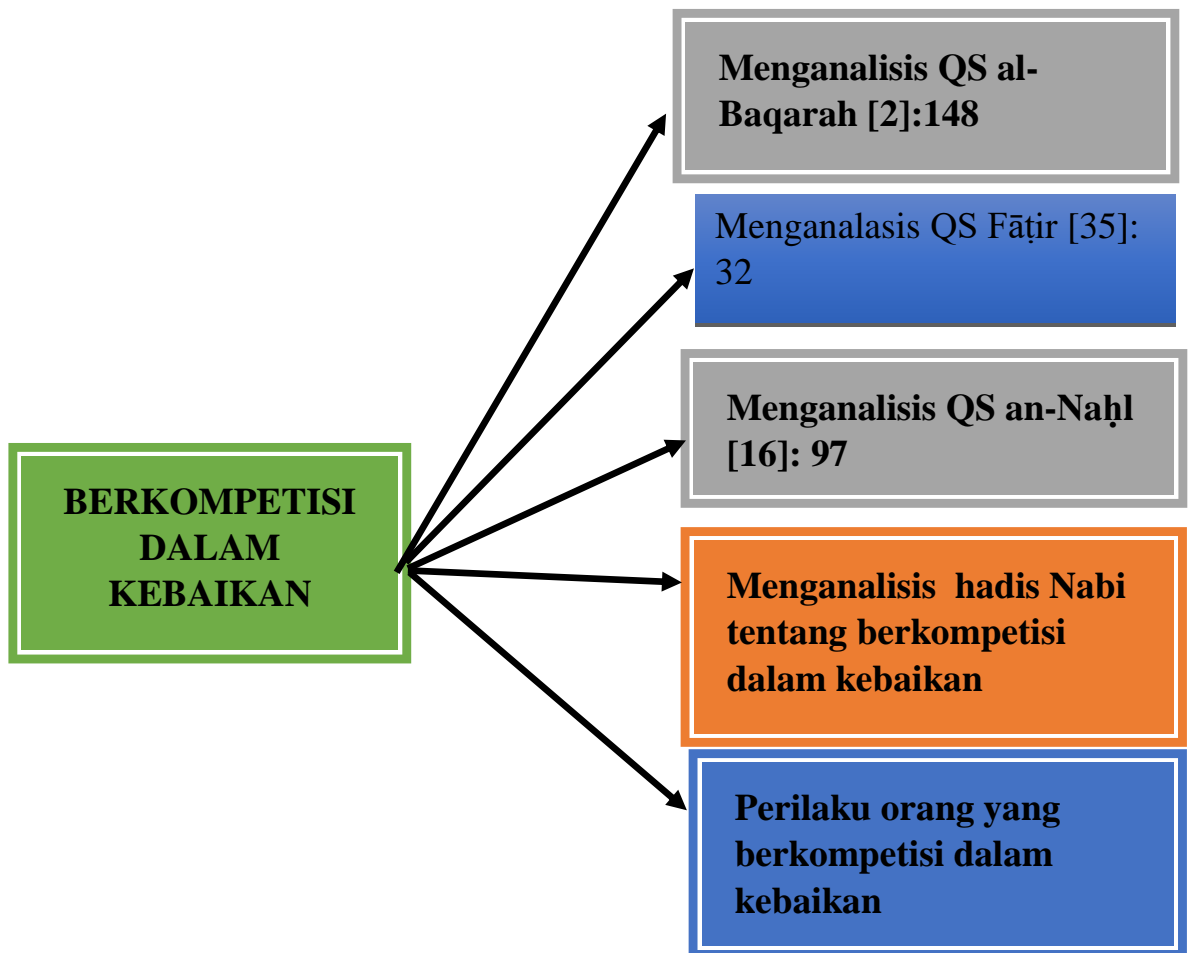 Menganalisis QS al-
Baqarah [2]:148
Menganalasis QS Fāṭir [35]:
32
Menganalisis QS an-Naḥl
[16]: 97
BERKOMPETISI
DALAM
KEBAIKAN
Menganalisis hadis Nabi
tentang berkompetisi
dalam kebaikan
Perilaku orang yang
berkompetisi dalam
kebaikan